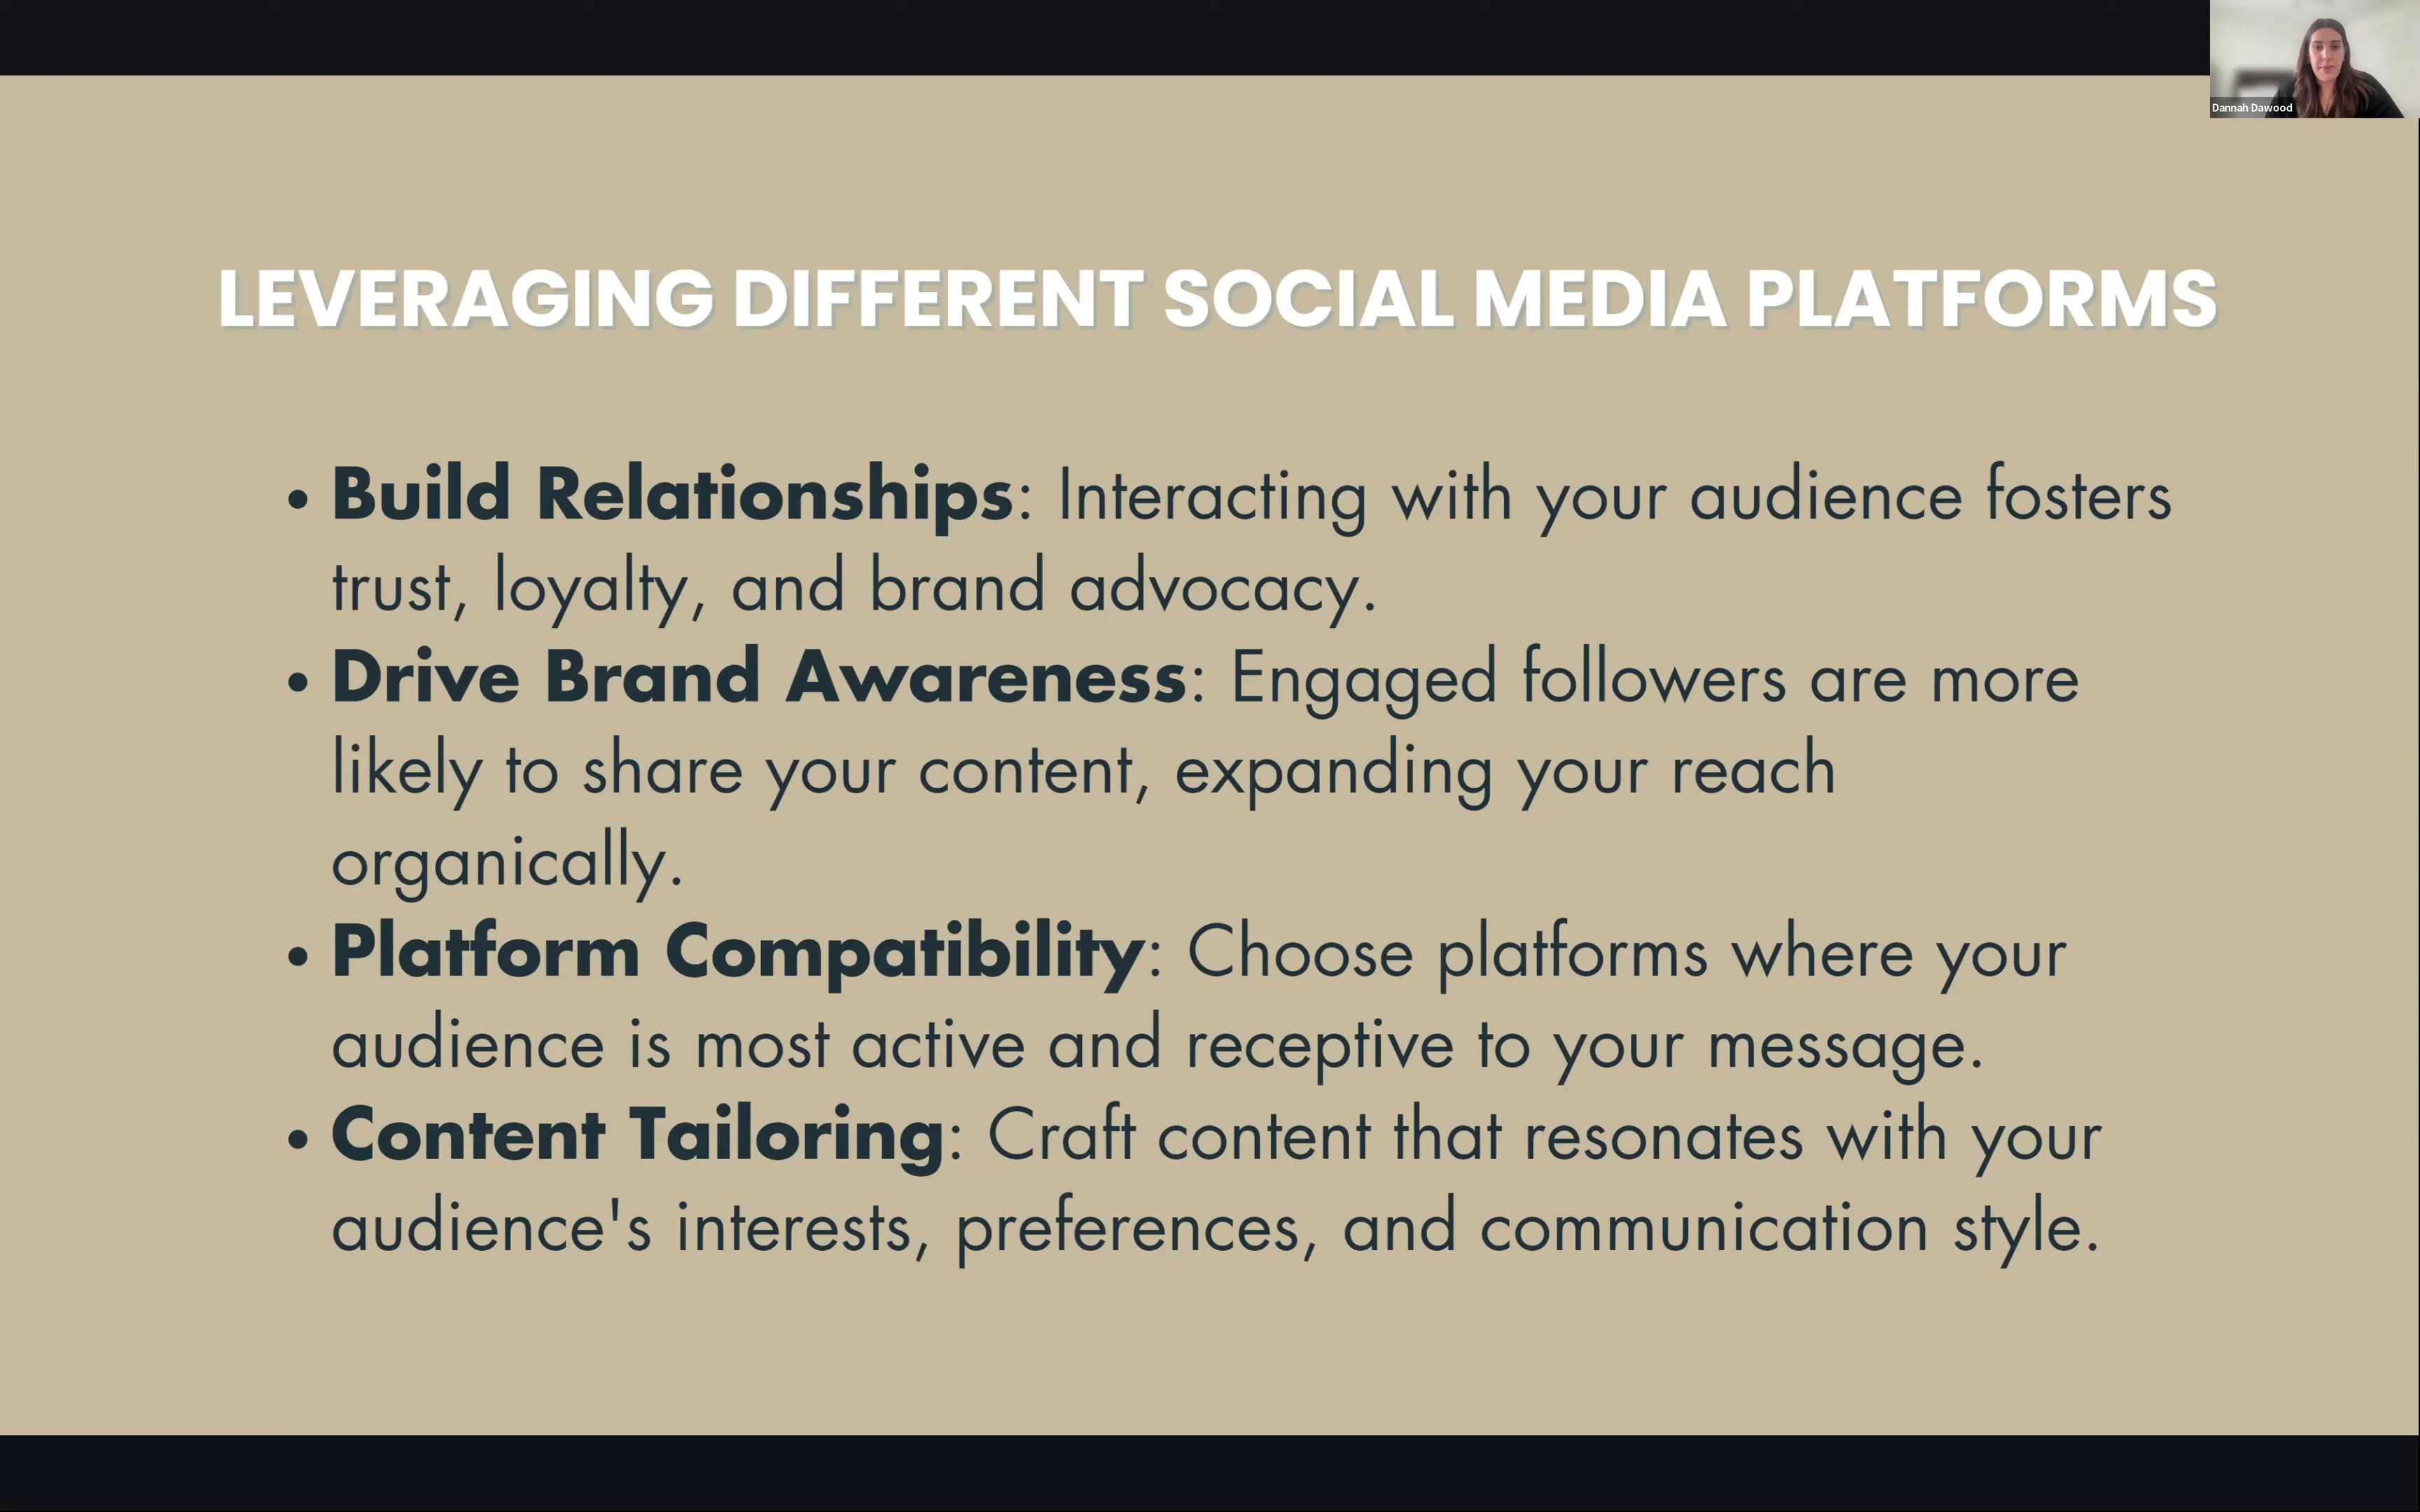 Dannah Dawood
LEVERAGING DIFFERENT SOCIAL MEDIA PLATFORMS
• Build Relationships: Interacting with your audience fosters
trust, loyalty, and brand advocacy.
• Drive Brand Awareness: Engaged followers are more
likely to share your content, expanding your reach
organically.
• Platform Compatibility: Choose platforms where your
audience is most active and receptive to your message.
• Content Tailoring: Craft content that resonates with your
audience's interests, preferences, and communication style.